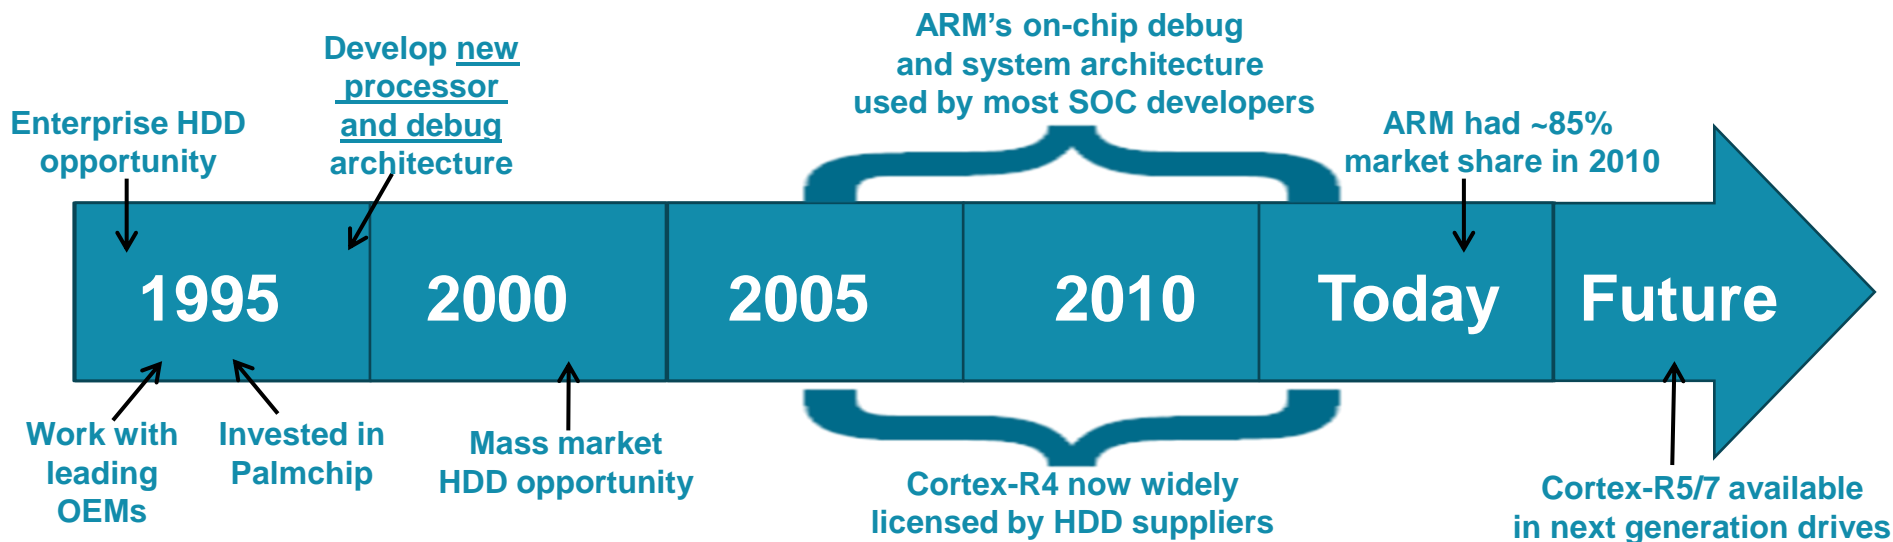 Enterprise HDD
opportunity
Develop new
processor
and debug
architecture
ARM’s on-chip debug
and system architecture
used by most SOC developers
ARM had ~85%
market share in 2010
1995
2000
2005
2010
Today
Future
Work with
leading
OEMs
Invested in
Palmchip
Mass market
HDD opportunity
Cortex-R4 now widely
licensed by HDD suppliers
Cortex-R5/7 available
in next generation drives